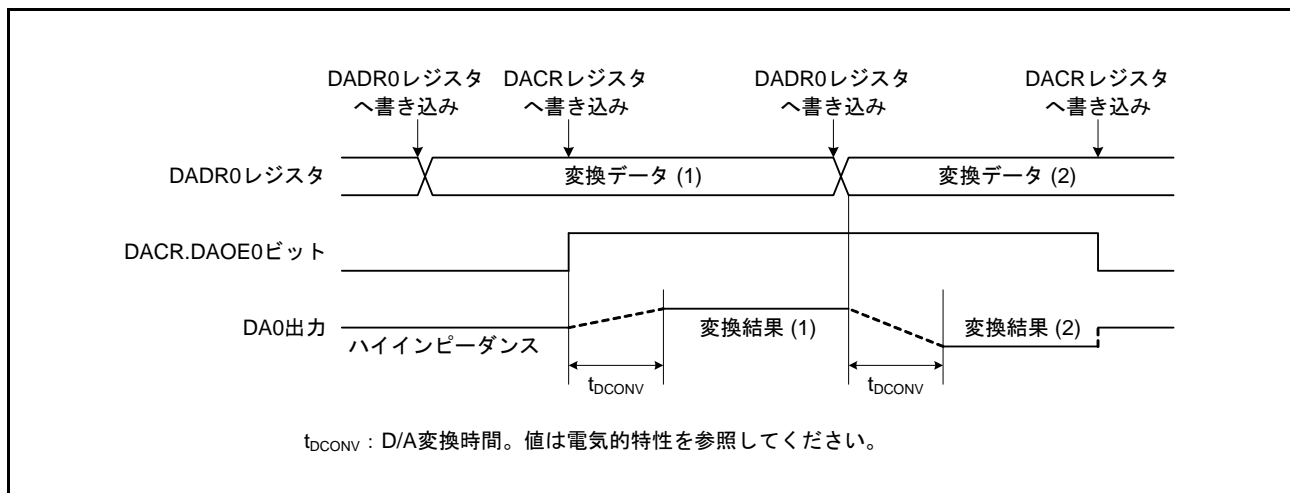 DADR0レジスタ
へ書き込み
DACRレジスタ
へ書き込み
DADR0レジスタ
へ書き込み
DACRレジスタ
へ書き込み
DADR0レジスタ
変換データ (1)
変換データ (2)
DACR.DAOE0ビット
DA0出力
ハイインピーダンス
変換結果 (1)
変換結果 (2)
tDCONV
tDCONV
tDCONV：D/A変換時間。値は電気的特性を参照してください。